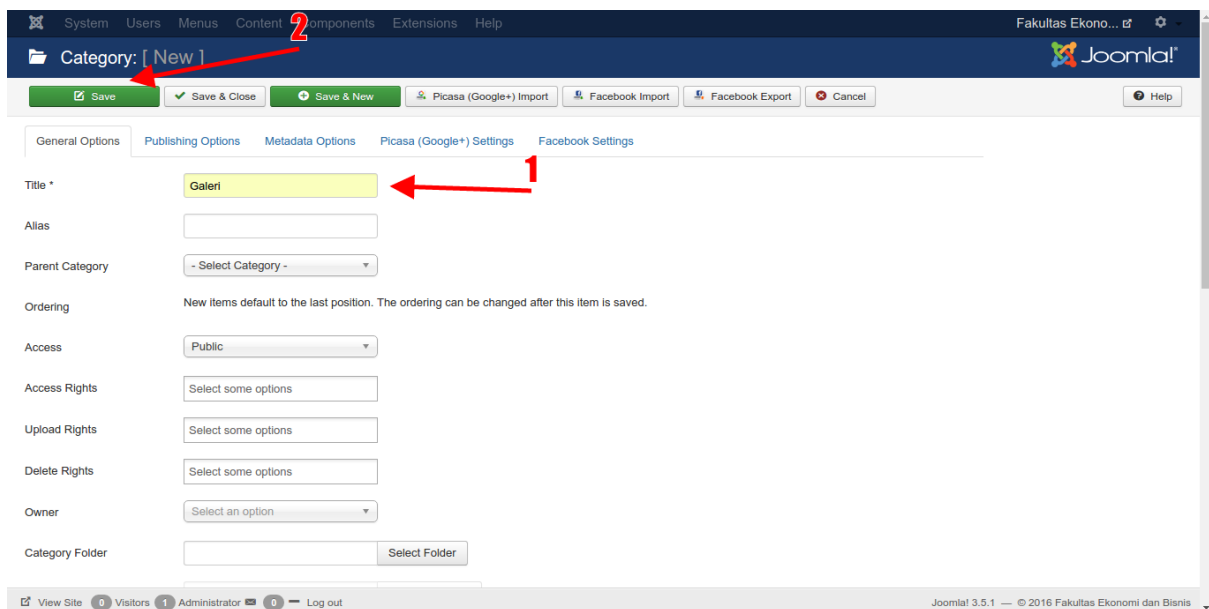 System Users Menus Content Components Extensions Help Fakultas Ekono...
2
Category: [ New ] Joomla!®
Save Save & Close Save & New Picasa (Google+) Import Facebook Import Facebook Export Cancel Help
General Options Publishing Options Metadata Options Picasa (Google+) Settings Facebook Settings
1
Title * Galeri
Alias
Parent Category - Select Category -
Ordering New items default to the last position. The ordering can be changed after this item is saved.
Access Public
Access Rights Select some options
Upload Rights Select some options
Delete Rights Select some options
Owner Select an option
Category Folder Select Folder
View Site 0 Visitors 1 Administrator 0 Log out Joomla! 3.5.1 — © 2016 Fakultas Ekonomi dan Bisnis